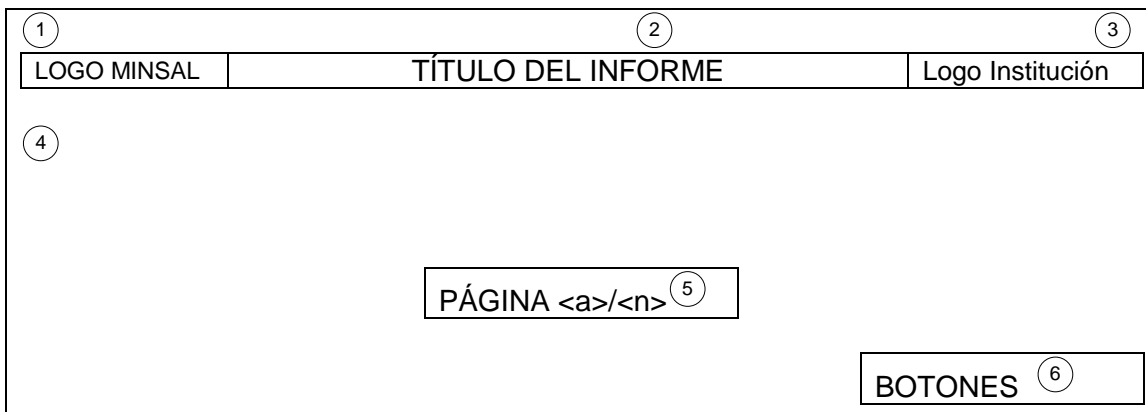 1 2 3
LOGO MINSAL TÍTULO DEL INFORME Logo Institución
4
PÁGINA <a>/<n> 5
BOTONES 6